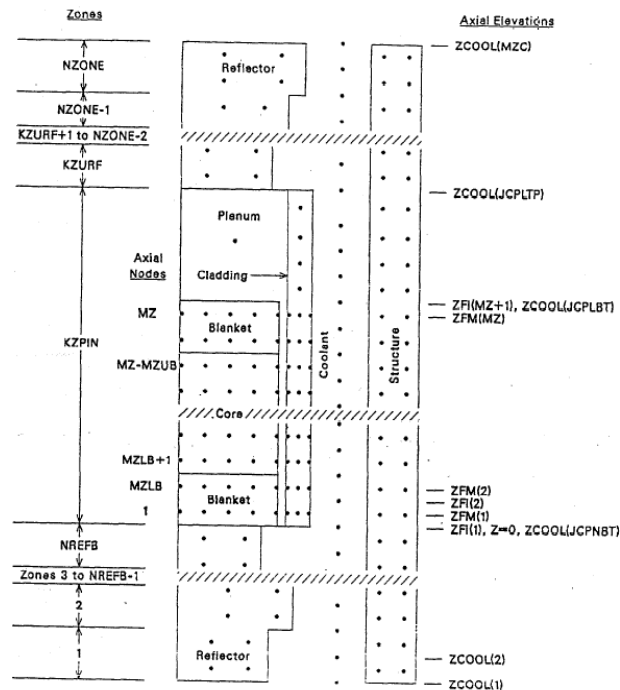 Zones
Axial Elevations
NZONE
Reflector
ZCOOL(MZC)
NZONE-1
KZURF+1 to NZONE-2
KZURF
ZCOOL(JCPLTP)
Plenum
Axial
Nodes
Cladding
KZPIN
MZ
Blanket
ZFI(MZ+1), ZCOOL(JCPLBT)
ZFM(MZ)
MZ-MZUB
Coolant
Structure
Core
MZLB+1
MZLB
Blanket
1
ZFM(2)
ZFI(2)
ZFM(1)
ZFI(1), Z=0, ZCOOL(JCPNBT)
NREFB
Zones 3 to NREFB-1
2
1
Reflector
ZCOOL(2)
ZCOOL(1)